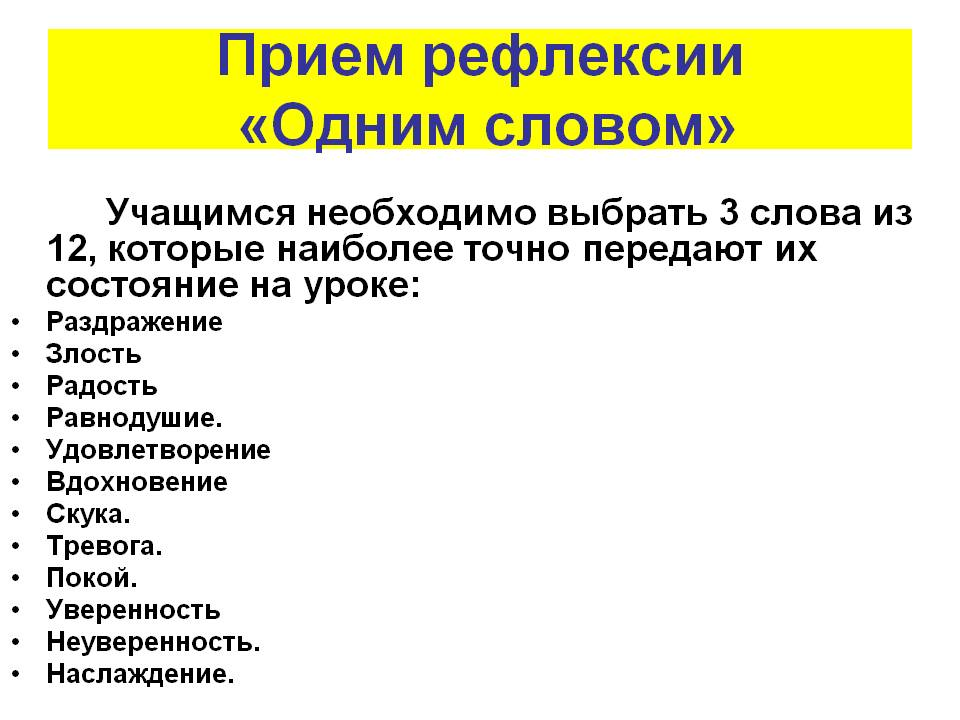 Прием рефлексии
«Одним словом»
Учащимся необходимо выбрать 3 слова из
12, которые наиболее точно передают их
состояние на уроке:
• Раздражение
• Злость
• Радость
• Равнодушие.
• Удовлетворение
• Вдохновение
• Скука.
• Тревога.
• Покой.
• Уверенность
• Неуверенность.
• Наслаждение.